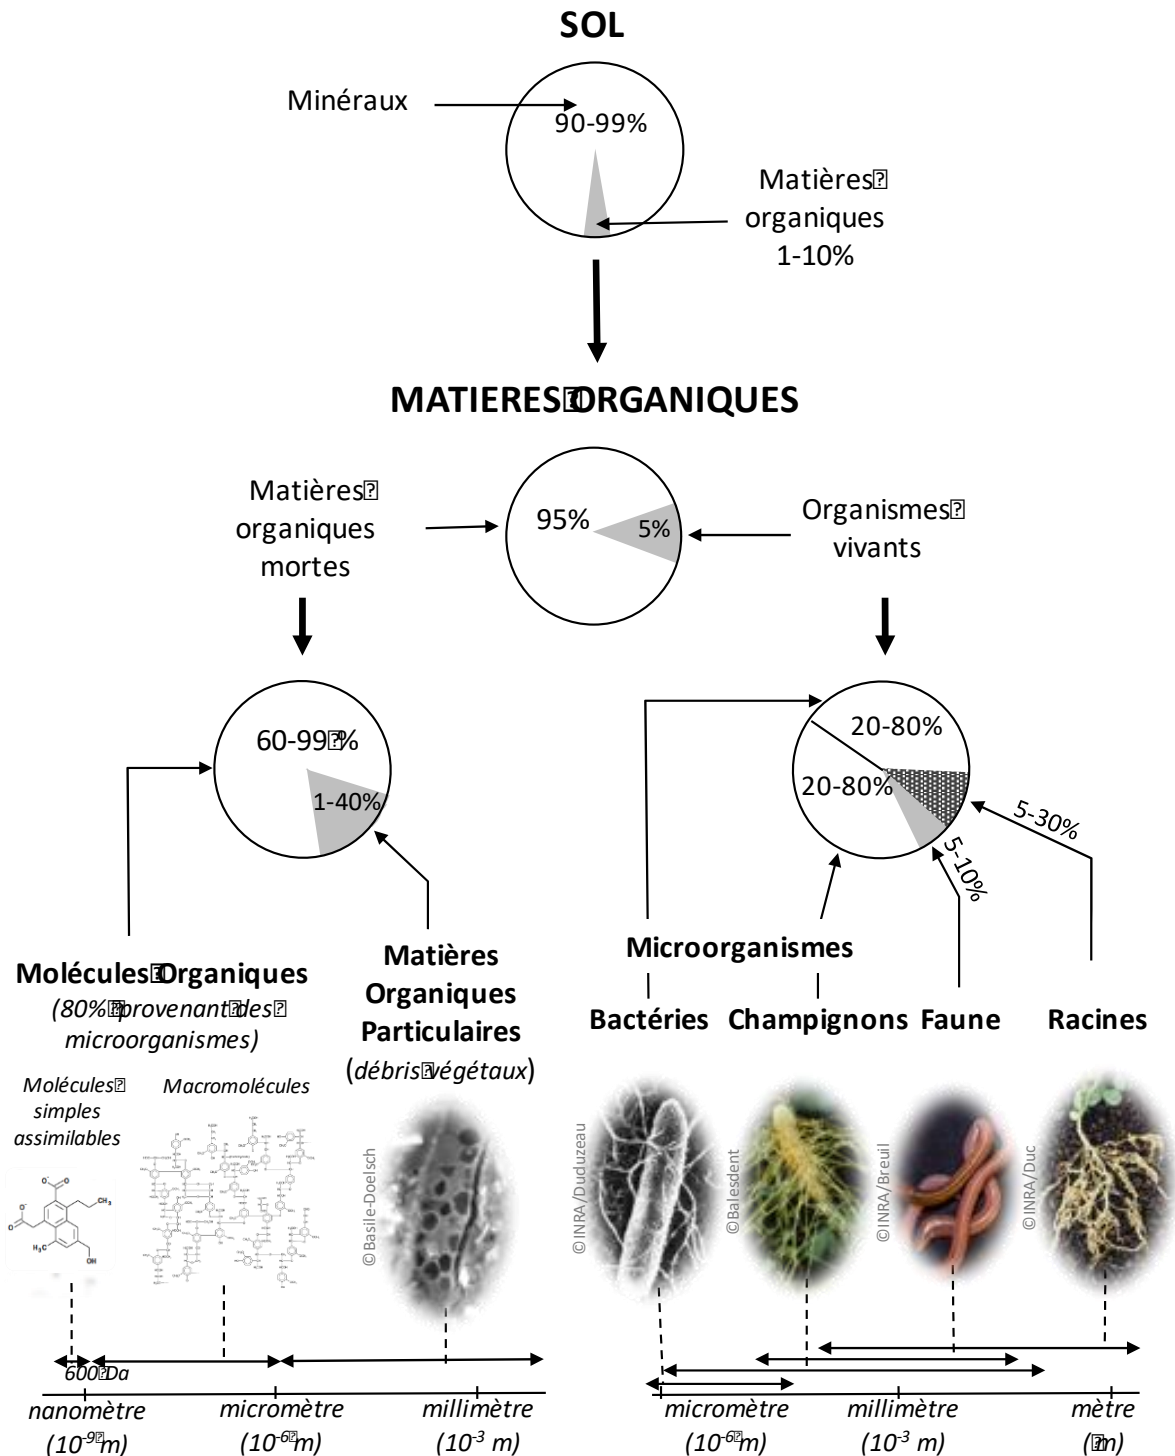 SOL
Minéraux
90-99%
Matières
organiques
1-10%
MATIERES ORGANIQUES
Matières
organiques
mortes
95%
5%
Organismes
vivants
60-99 %
1-40%
20-80%
20-80%
5-30%
5-10%
Molécules Organiques
(80% provenant des
microorganismes)
Matières
Organiques
Particulaires
(débris végétaux)
Microorganismes
Bactéries
Champignons
Faune
Racines
Molécules
simples
assimilables
Macromolécules
CH₃
H₃C
OH
O
O⁻
O
O⁻
©Basile-Doelsch
©INRA/Duduzeau
©Balesdent
©INRA/Breuil
©INRA/Duc
600 Da
nanomètre
(10⁻⁹ m)
micromètre
(10⁻⁶ m)
millimètre
(10⁻³ m)
micromètre
(10⁻⁶ m)
millimètre
(10⁻³ m)
mètre
(m)